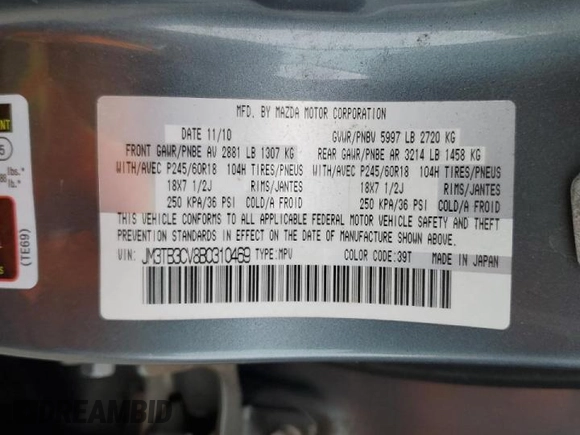 MFD. BY MAZDA MOTOR CORPORATION
DATE 11/10 GVWR/PNBV 5997 LB 2720 KG
FRONT GAWR/PNBE AV 2881 LB 1307 KG REAR GAWR/PNBE AR 3214 LB 1458 KG
WITH/AVEC P245/60R18 104H TIRES/PNEUS WITH/AVEC P245/60R18 104H TIRES/PNEUS
18X7 1/2J RIMS/JANTES 18X7 1/2J RIMS/JANTES
250 KPA/36 PSI COLD/A FROID 250 KPA/36 PSI COLD/A FROID
THIS VEHICLE CONFORMS TO ALL APPLICABLE FEDERAL MOTOR VEHICLE SAFETY AND THEFT
PREVENTION STANDARDS IN EFFECT ON THE DATE OF MANUFACTURE SHOWN ABOVE.
VIN: JM3TB3CV8B0310459 TYPE:MPV COLOR CODE:39T MADE IN JAPAN
(TE69)
DREAMBID